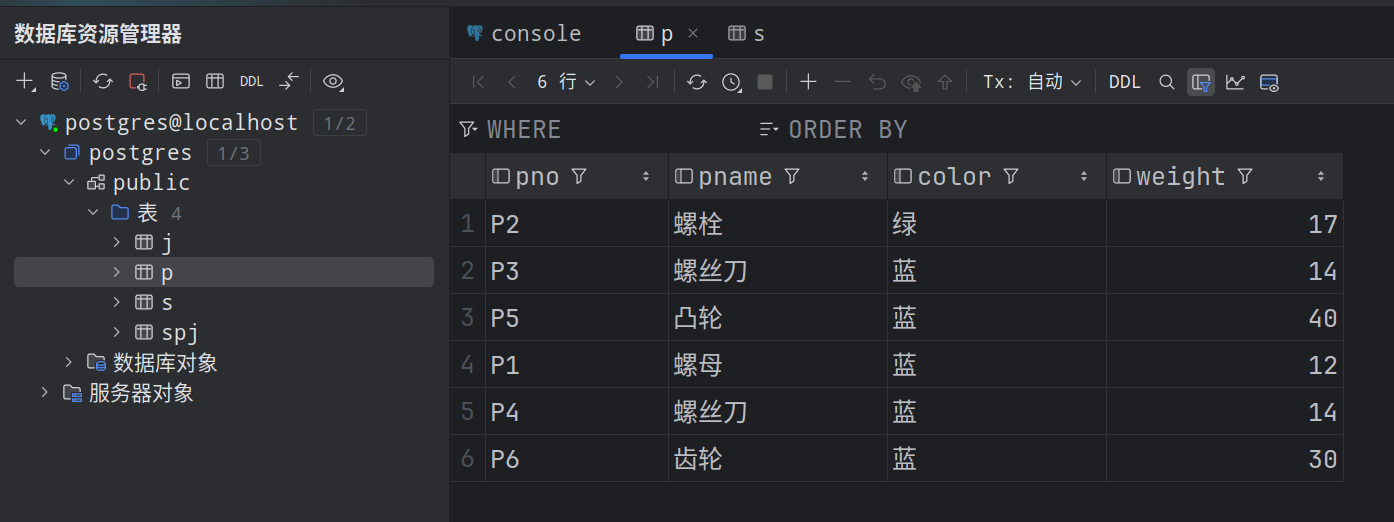 数据库资源管理器
console p s
DDL
6 行 Tx: 自动 DDL
postgres@localhost 1/2
WHERE ORDER BY
postgres 1/3
public
pno pname color weight
表 4
j
p
s
spj
数据库对象
服务器对象
1 P2 螺栓 绿 17
2 P3 螺丝刀 蓝 14
3 P5 凸轮 蓝 40
4 P1 螺母 蓝 12
5 P4 螺丝刀 蓝 14
6 P6 齿轮 蓝 30